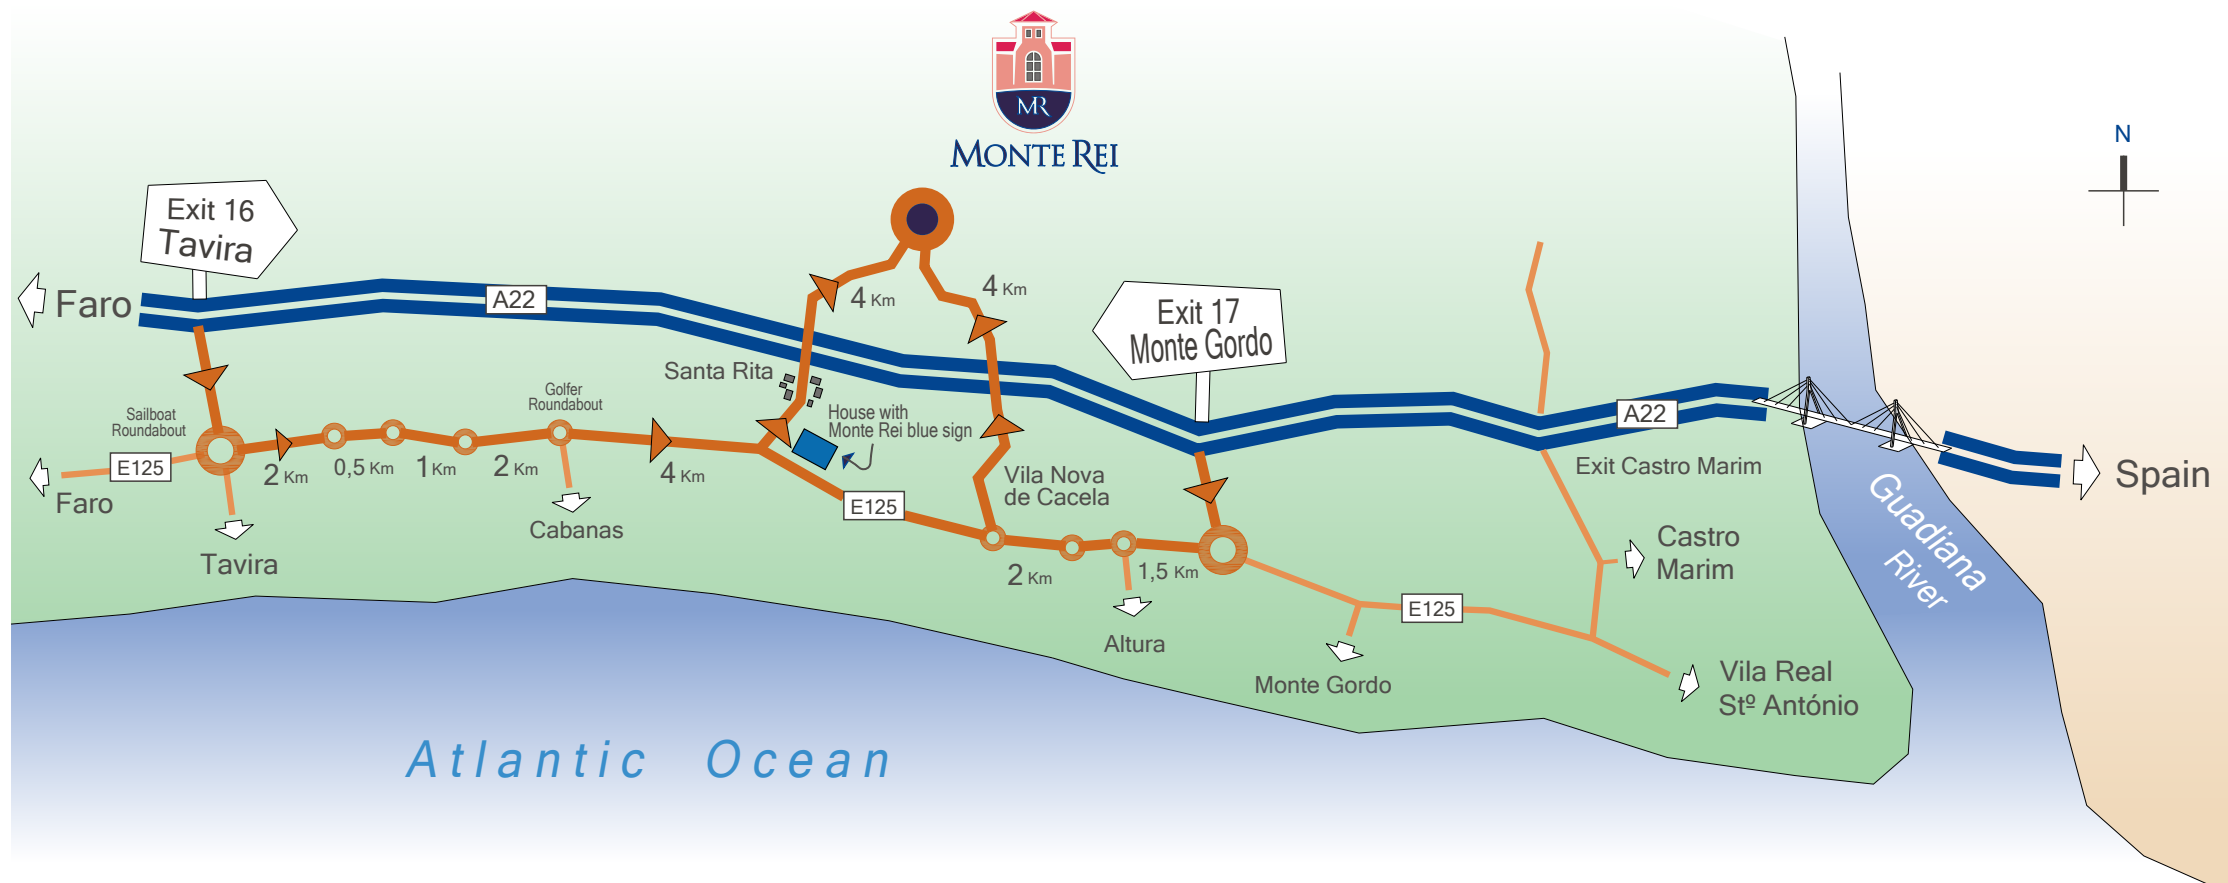 MR
MONTE REI
N
Exit 16
Tavira
Faro
A22
4 Km
4 Km
Exit 17
Monte Gordo
Santa Rita
Golfer
Roundabout
Sailboat
Roundabout
House with
Monte Rei blue sign
A22
Exit Castro Marim
Spain
E125
Faro
2 Km
0,5 Km
1 Km
2 Km
4 Km
Vila Nova
de Cacela
E125
Cabanas
Tavira
Guadiana
River
Castro
Marim
2 Km
1,5 Km
E125
Altura
Monte Gordo
Vila Real
Stº António
Atlantic Ocean